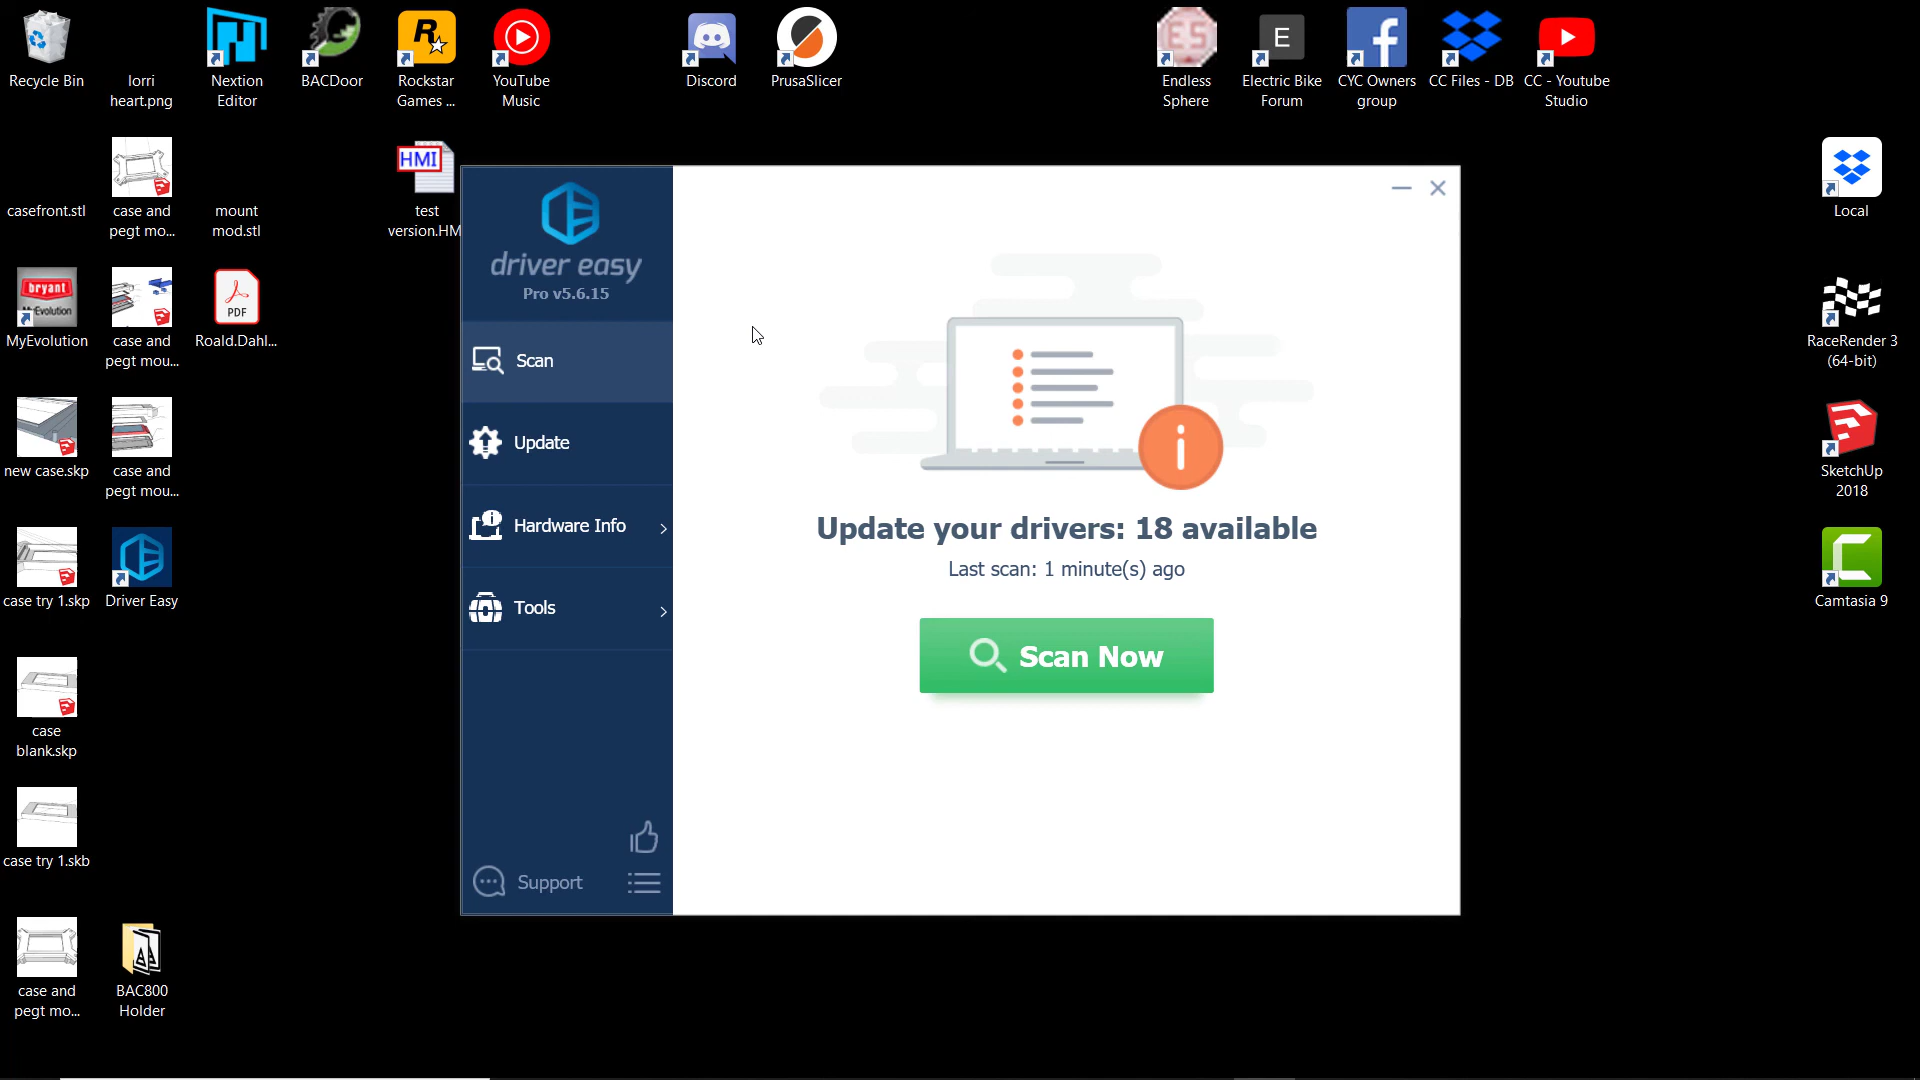 Recycle Bin
lorri
heart.png
Nextion
Editor
BACDoor
R
Rockstar
Games ...
YouTube
Music
Discord
PrusaSlicer
ES
Endless
Sphere
E
Electric Bike
Forum
CYC Owners
group
CC Files - DB
CC - Youtube
Studio
casefront.stl
case and
pegt mo...
mount
mod.stl
HMI
test
version.HM
Local
bryant
Evolution
MyEvolution
case and
pegt mou...
PDF
Roald.Dahl...
RaceRender 3
(64-bit)
new case.skp
case and
pegt mou...
SketchUp
2018
case try 1.skp
Driver Easy
Camtasia 9
case
blank.skp
case try 1.skb
case and
pegt mo...
BAC800
Holder
driver easy
Pro v5.6.15
Scan
Update
Hardware Info
Tools
Support
Update your drivers: 18 available
Last scan: 1 minute(s) ago
Scan Now